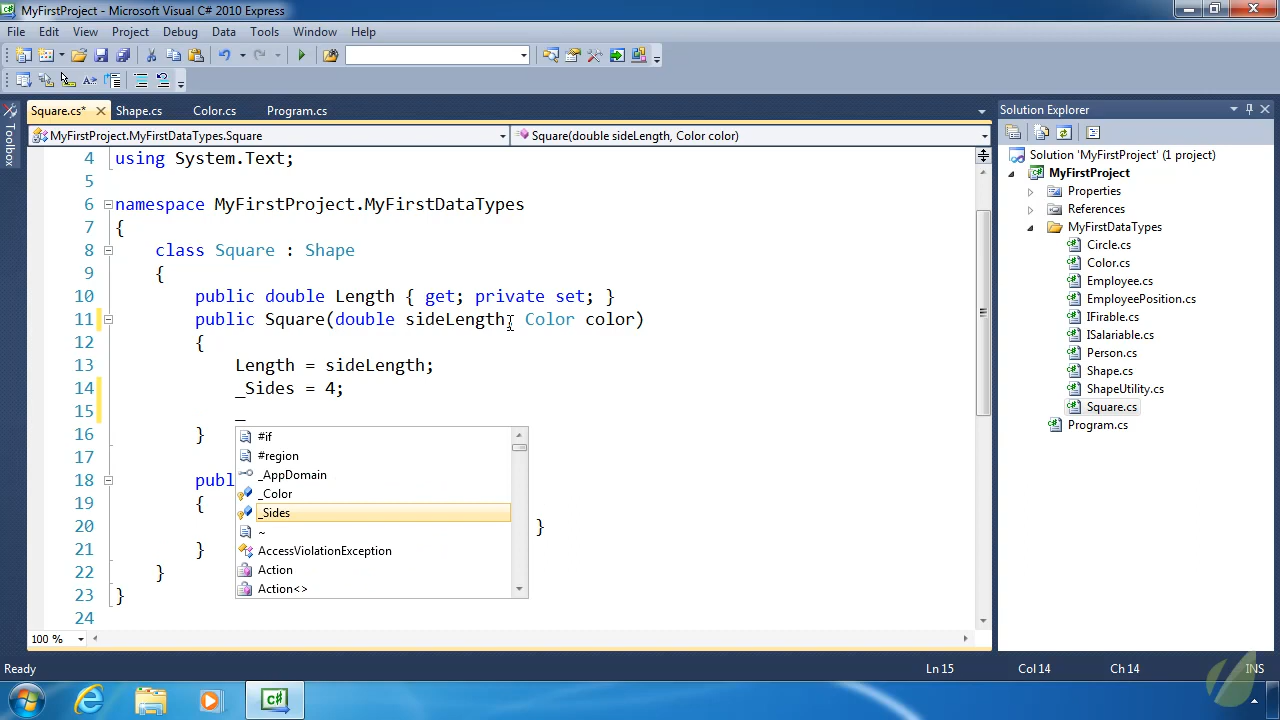 MyFirstProject - Microsoft Visual C# 2010 Express
File Edit View Project Debug Data Tools Window Help
Square.cs* Shape.cs Color.cs Program.cs
MyFirstProject.MyFirstDataTypes.Square Square(double sideLength, Color color)
Toolbox
4 using System.Text;
5
6 namespace MyFirstProject.MyFirstDataTypes
7 {
8 class Square : Shape
9 {
10 public double Length { get; private set; }
11 public Square(double sideLength, Color color)
12 {
13 Length = sideLength;
14 _Sides = 4;
15 _
16 }
17
18 publ
19 {
20 }
21 }
22 }
23 }
24
#if
#region
_AppDomain
_Color
_Sides
~
AccessViolationException
Action
Action<>
100 %
Solution Explorer
Solution 'MyFirstProject' (1 project)
MyFirstProject
Properties
References
MyFirstDataTypes
Circle.cs
Color.cs
Employee.cs
EmployeePosition.cs
IFirable.cs
ISalariable.cs
Person.cs
Shape.cs
ShapeUtility.cs
Square.cs
Program.cs
Ready Ln 15 Col 14 Ch 14 INS
C#